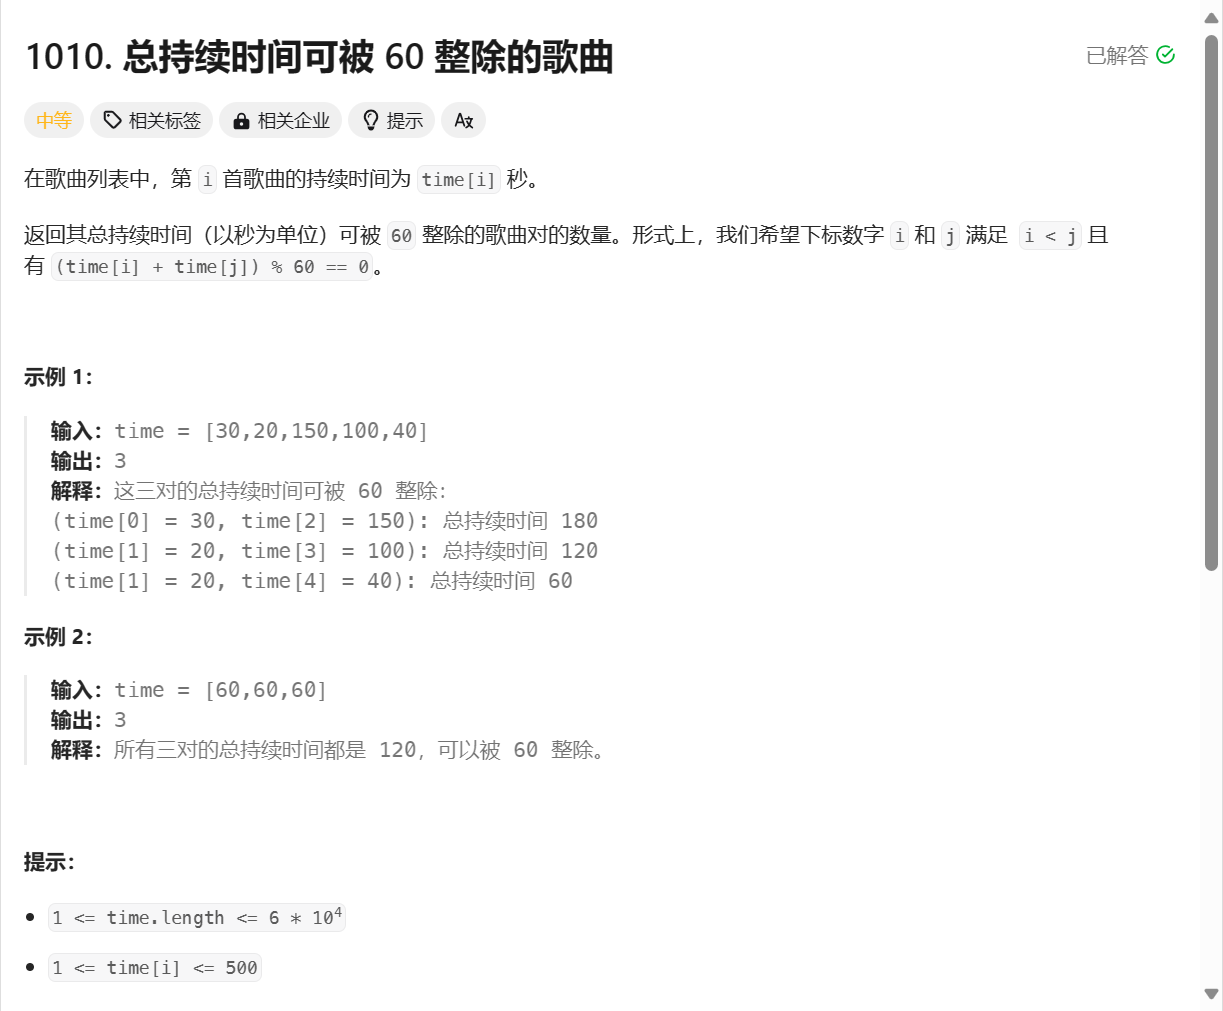 1010. 总持续时间可被 60 整除的歌曲
已解答
中等 相关标签 相关企业 提示 A文
在歌曲列表中，第 i 首歌曲的持续时间为 time[i] 秒。
返回其总持续时间（以秒为单位）可被 60 整除的歌曲对的数量。形式上，我们希望下标数字 i 和 j 满足 i < j 且
有 (time[i] + time[j]) % 60 == 0。
示例 1：
输入：time = [30,20,150,100,40]
输出：3
解释：这三对的总持续时间可被 60 整除：
(time[0] = 30, time[2] = 150): 总持续时间 180
(time[1] = 20, time[3] = 100): 总持续时间 120
(time[1] = 20, time[4] = 40): 总持续时间 60
示例 2：
输入：time = [60,60,60]
输出：3
解释：所有三对的总持续时间都是 120，可以被 60 整除。
提示：
1 <= time.length <= 6 * 10⁴
1 <= time[i] <= 500